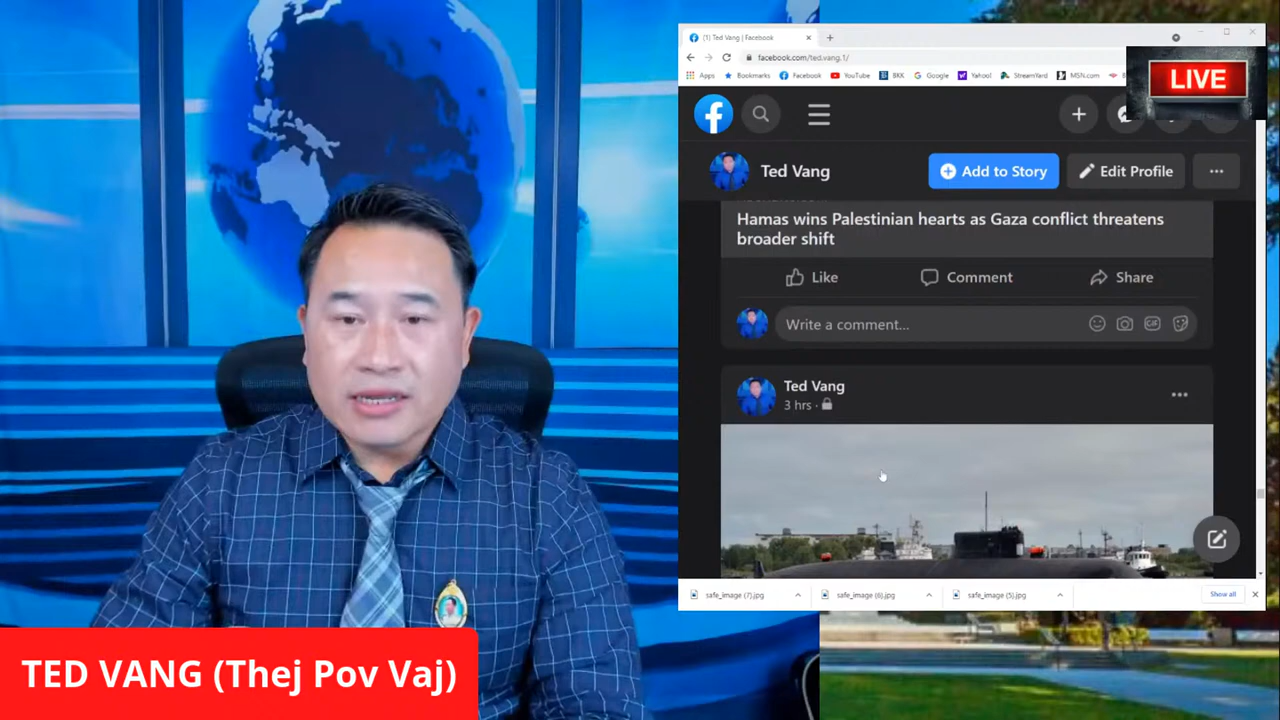 (1) Ted Vang | Facebook
facebook.com/ted.vang.1/
Apps Bookmarks Facebook YouTube BKK Google Yahoo! StreamYard MSN.com
LIVE
Ted Vang
Add to Story
Edit Profile
Hamas wins Palestinian hearts as Gaza conflict threatens
broader shift
Like
Comment
Share
Write a comment...
GIF
Ted Vang
3 hrs ·
safe_image (7).jpg
safe_image (6).jpg
safe_image (5).jpg
Show all
TED VANG (Thej Pov Vaj)